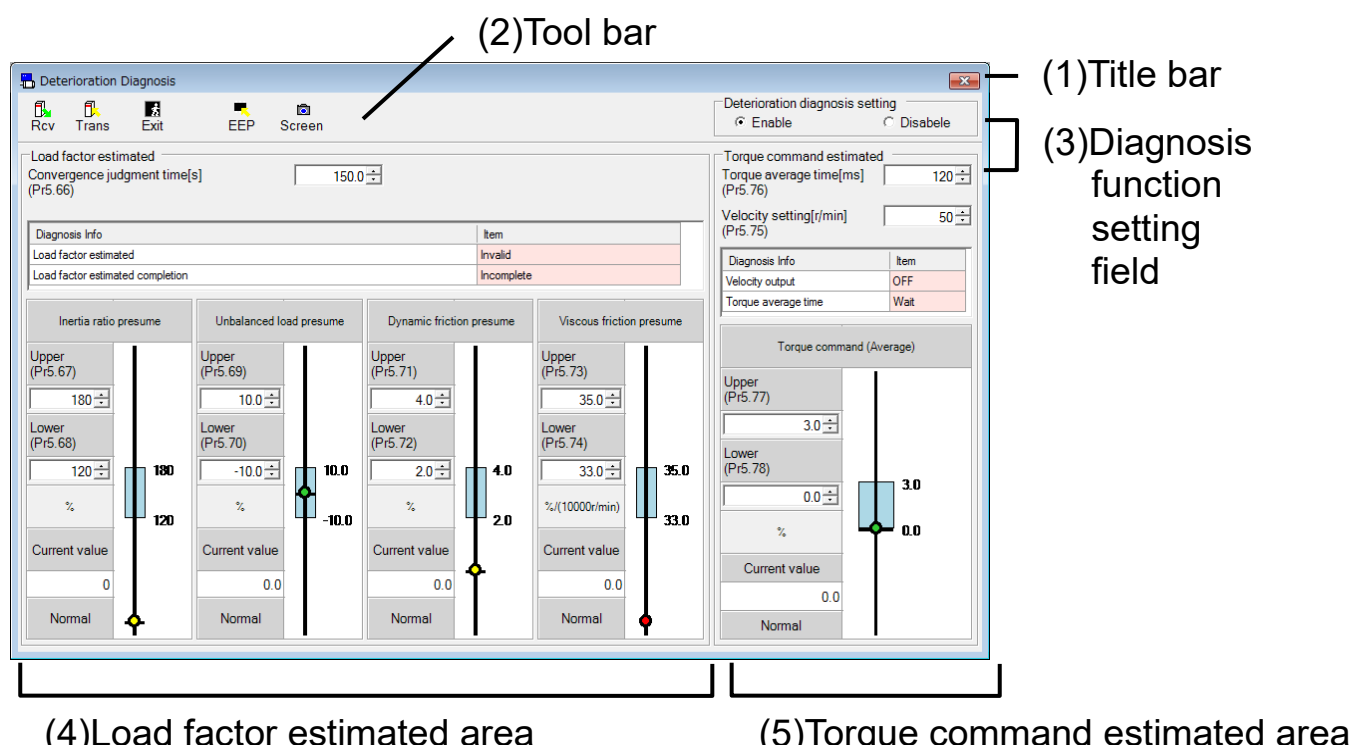 (2)Tool bar
Deterioration Diagnosis
(1)Title bar
Rcv Trans Exit EEP Screen
Deterioration diagnosis setting
Enable Disabele
(3)Diagnosis
function
setting
field
Load factor estimated
Convergence judgment time[s] 150.0
(Pr5.66)
Diagnosis Info Item
Load factor estimated Invalid
Load factor estimated completion Incomplete
Inertia ratio presume
Upper
(Pr5.67)
180
Lower
(Pr5.68)
120
%
Current value
0
Normal
180
120
Unbalanced load presume
Upper
(Pr5.69)
10.0
Lower
(Pr5.70)
-10.0
%
Current value
0.0
Normal
10.0
-10.0
Dynamic friction presume
Upper
(Pr5.71)
4.0
Lower
(Pr5.72)
2.0
%
Current value
0.0
Normal
4.0
2.0
Viscous friction presume
Upper
(Pr5.73)
35.0
Lower
(Pr5.74)
33.0
%/(10000r/min)
Current value
0.0
Normal
35.0
33.0
Torque command estimated
Torque average time[ms] 120
(Pr5.76)
Velocity setting[r/min] 50
(Pr5.75)
Diagnosis Info Item
Velocity output OFF
Torque average time Wait
Torque command (Average)
Upper
(Pr5.77)
3.0
Lower
(Pr5.78)
0.0
%
Current value
0.0
Normal
3.0
0.0
(4)Load factor estimated area
(5)Torque command estimated area